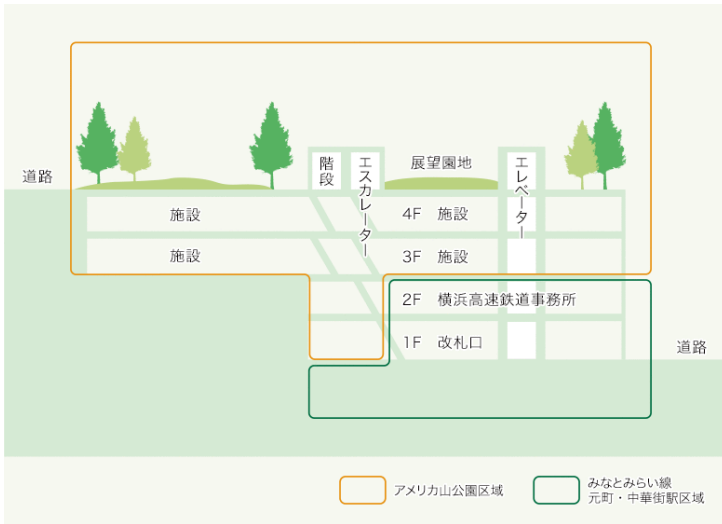 道路
階段
エスカレーター
展望園地
エレベーター
施設
4F 施設
施設
3F 施設
2F 横浜高速鉄道事務所
1F 改札口
道路
アメリカ山公園区域
みなとみらい線
元町・中華街駅区域